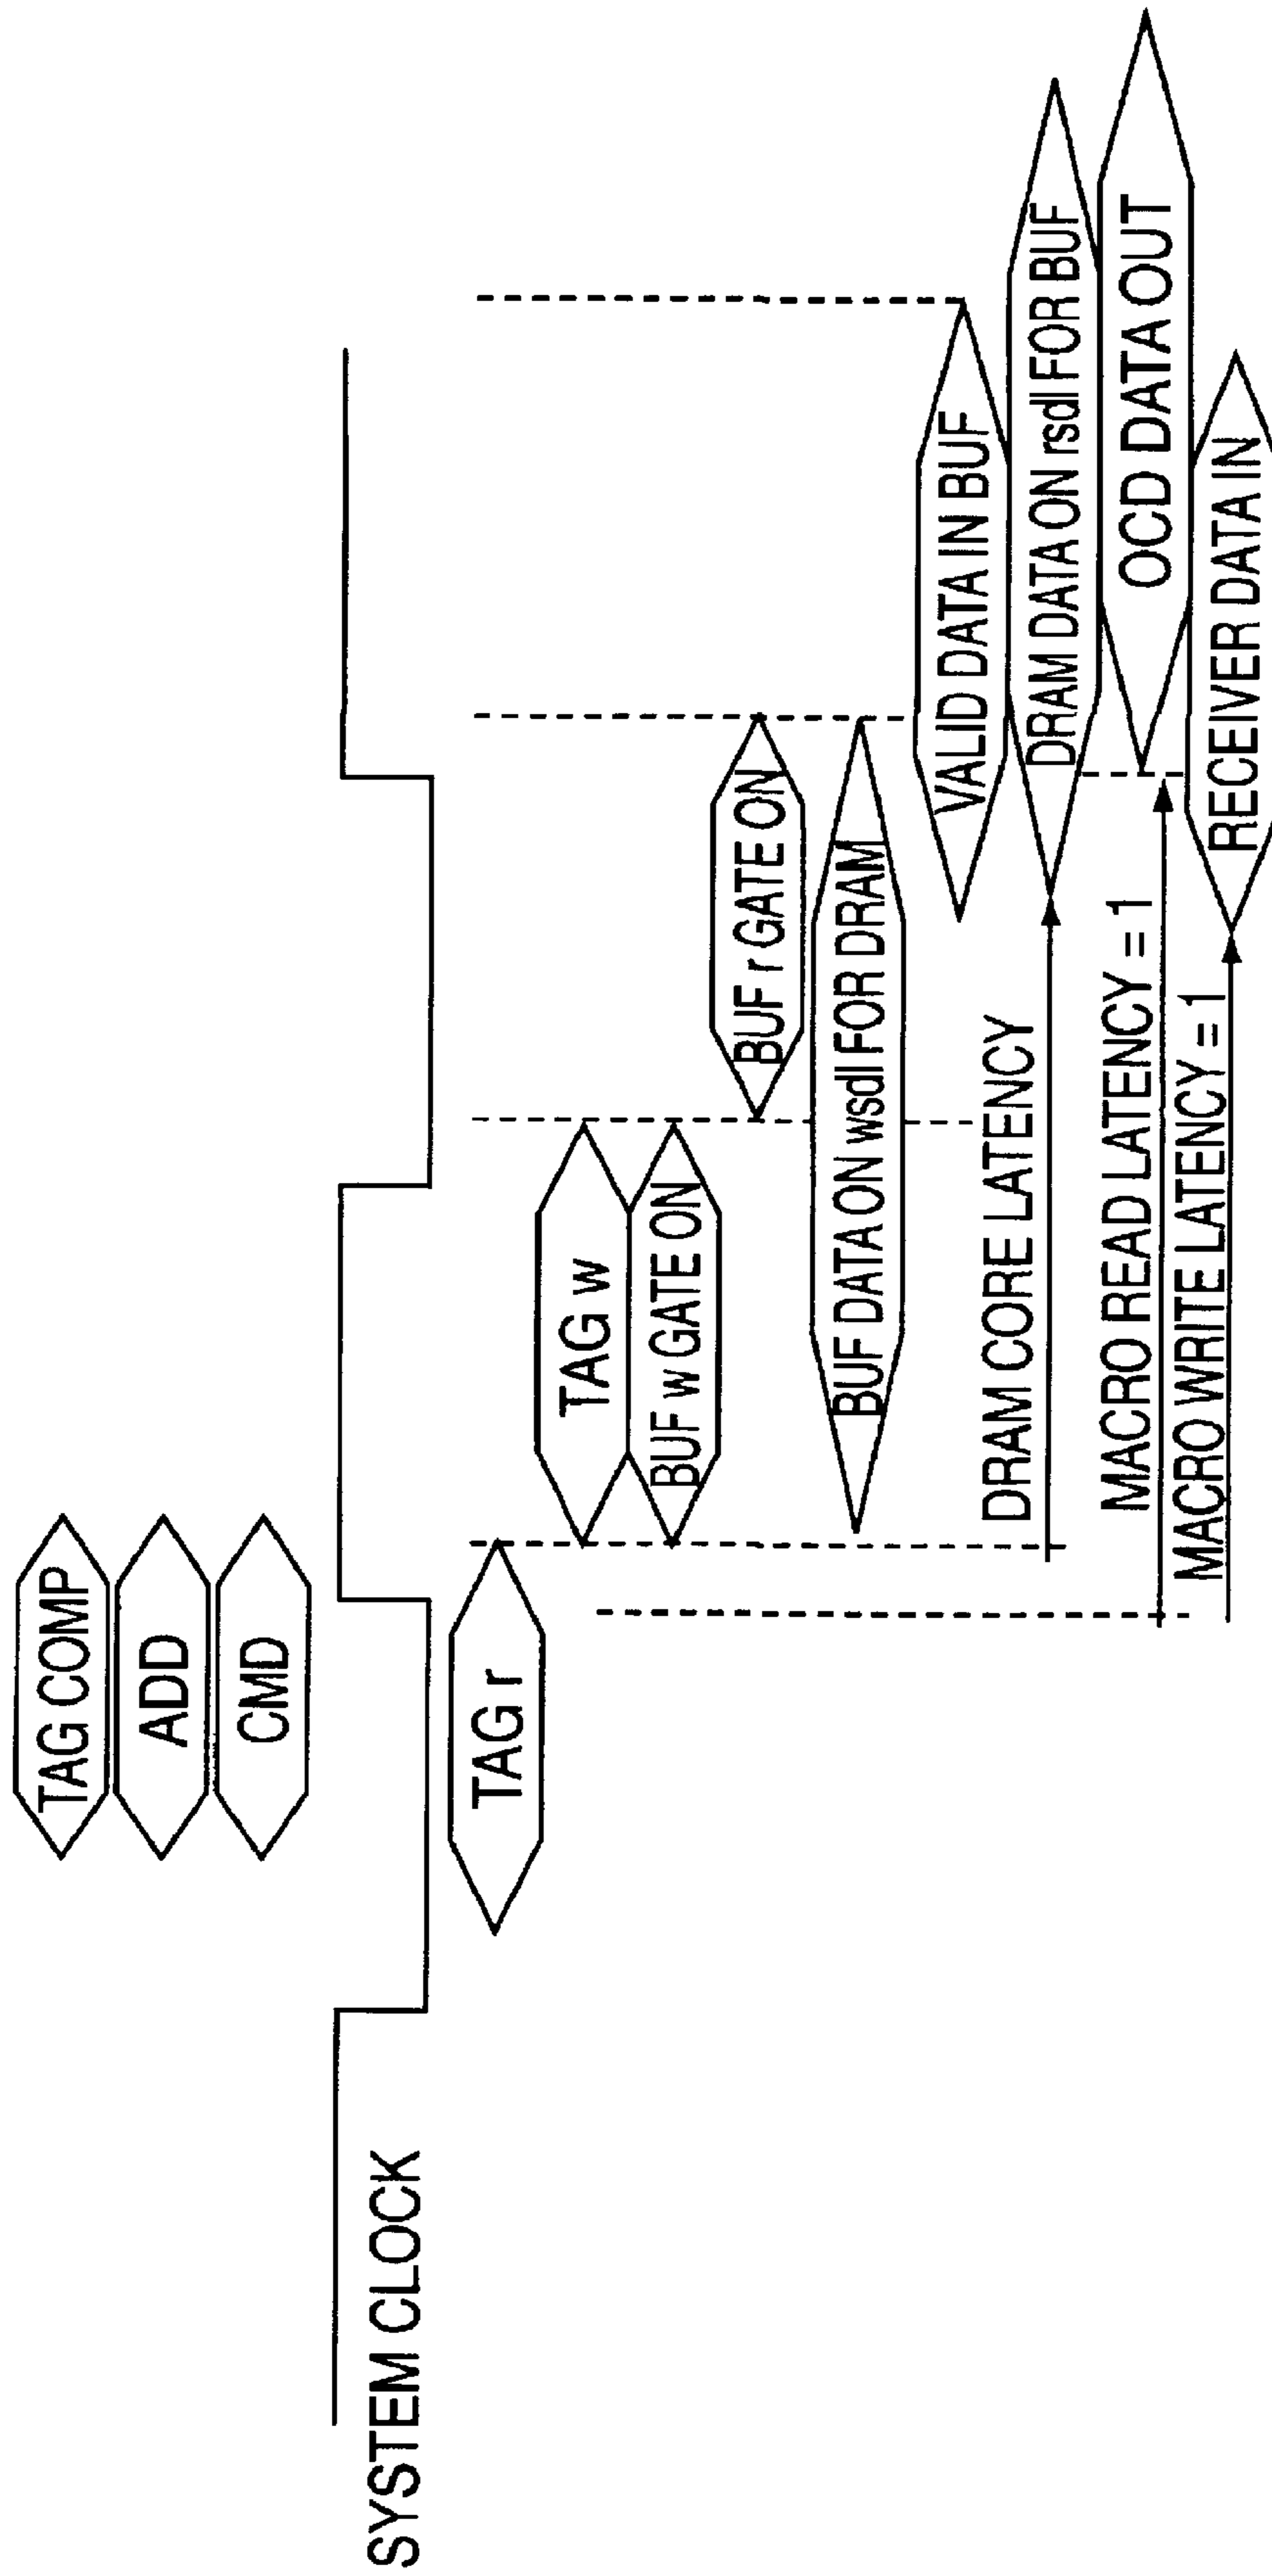 TAG COMP
ADD
CMD
SYSTEM CLOCK
TAG r
TAG w
BUF w GATE ON
BUF r GATE ON
BUF DATA ON wsdl FOR DRAM
VALID DATA IN BUF
DRAM CORE LATENCY
DRAM DATA ON rsdl FOR BUF
MACRO READ LATENCY = 1
OCD DATA OUT
MACRO WRITE LATENCY = 1
RECEIVER DATA IN